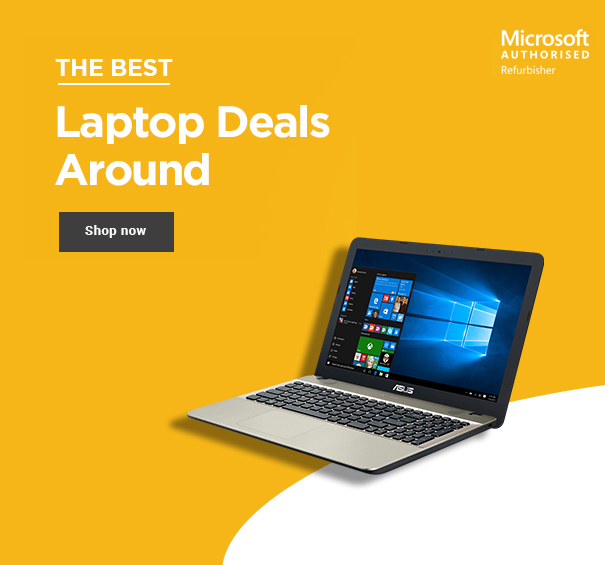 Microsoft
AUTHORISED
Refurbisher
THE BEST
Laptop Deals
Around
Shop now
ASUS